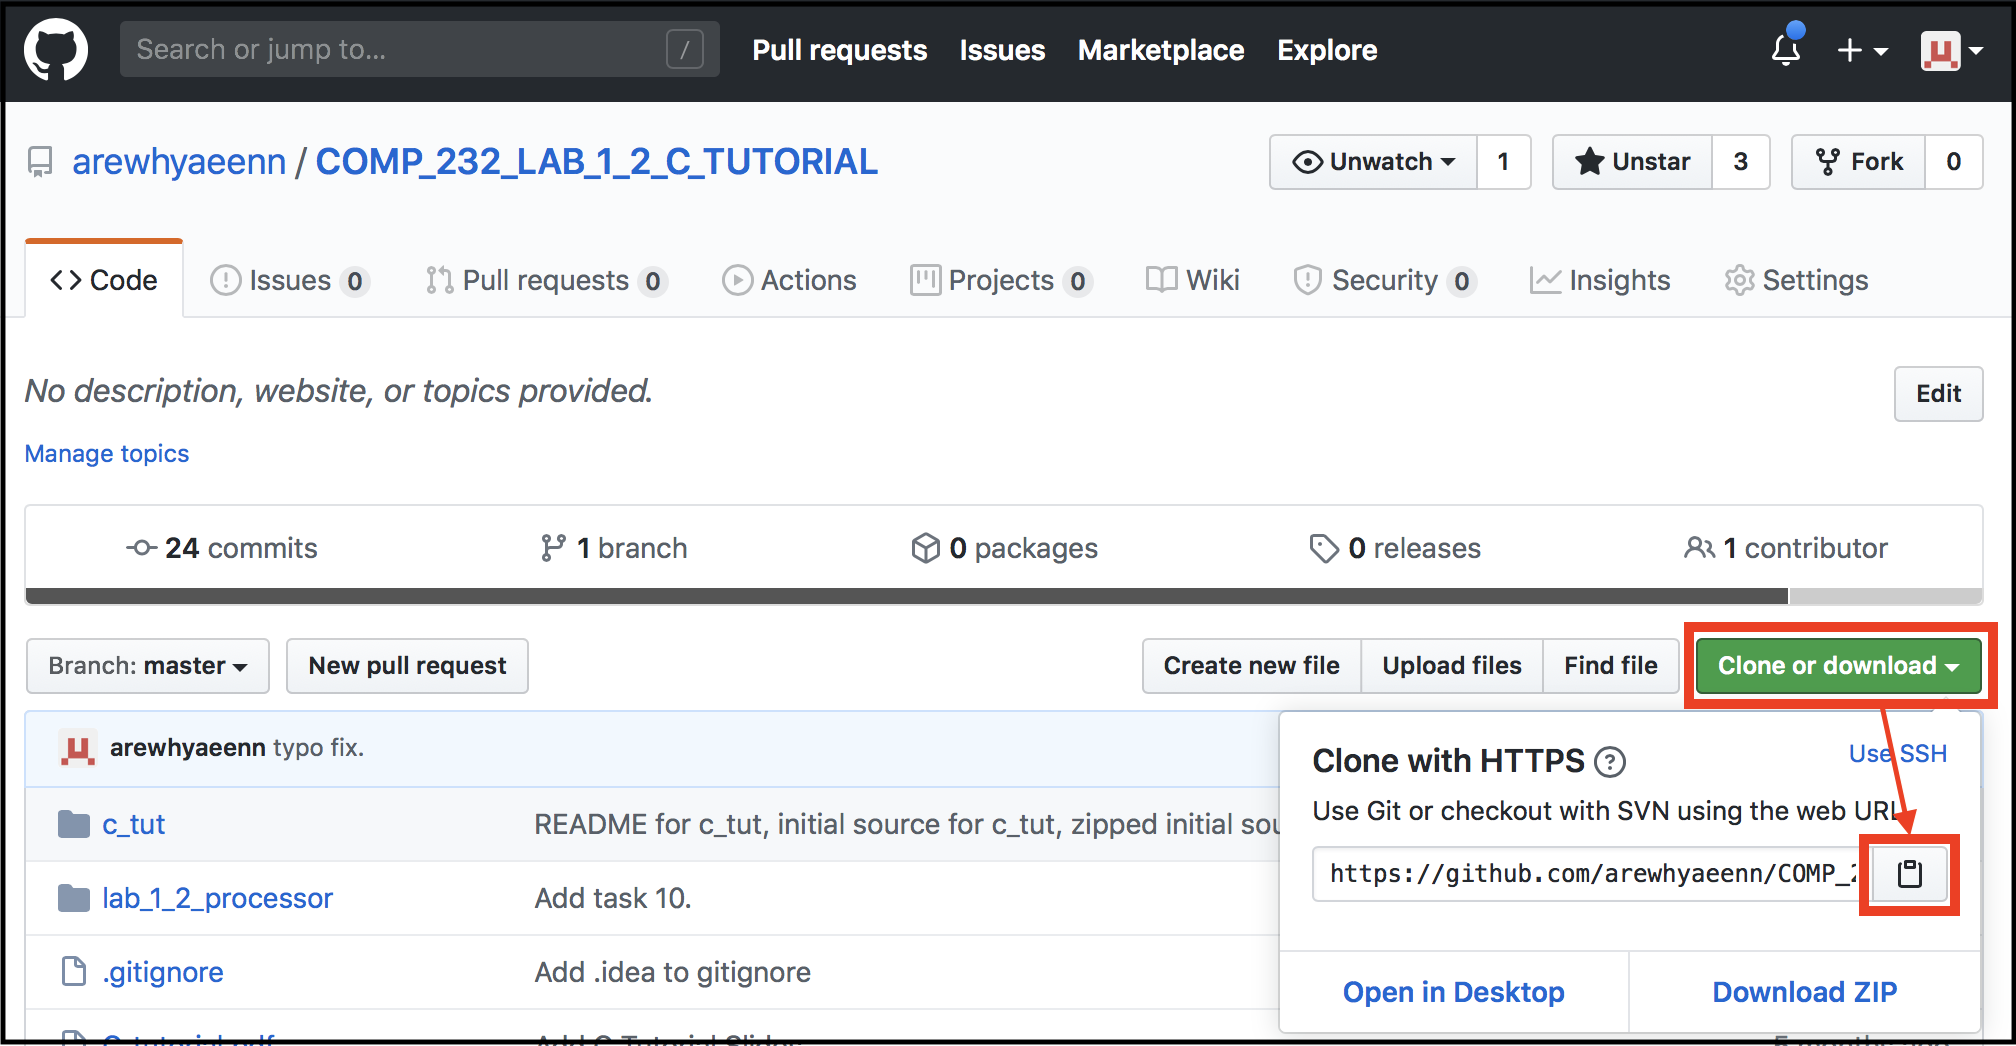 Search or jump to... /
Pull requests Issues Marketplace Explore
arewhyaeenn / COMP_232_LAB_1_2_C_TUTORIAL
Unwatch 1 Unstar 3 Fork 0
Code Issues 0 Pull requests 0 Actions Projects 0 Wiki Security 0 Insights Settings
No description, website, or topics provided.
Edit
Manage topics
24 commits 1 branch 0 packages 0 releases 1 contributor
Branch: master New pull request Create new file Upload files Find file Clone or download
arewhyaeenn typo fix.
Clone with HTTPS ? Use SSH
Use Git or checkout with SVN using the web URL
https://github.com/arewhyaeenn/COMP_2
Open in Desktop Download ZIP
c_tut README for c_tut, initial source for c_tut, zipped initial sou
lab_1_2_processor Add task 10.
.gitignore Add .idea to gitignore